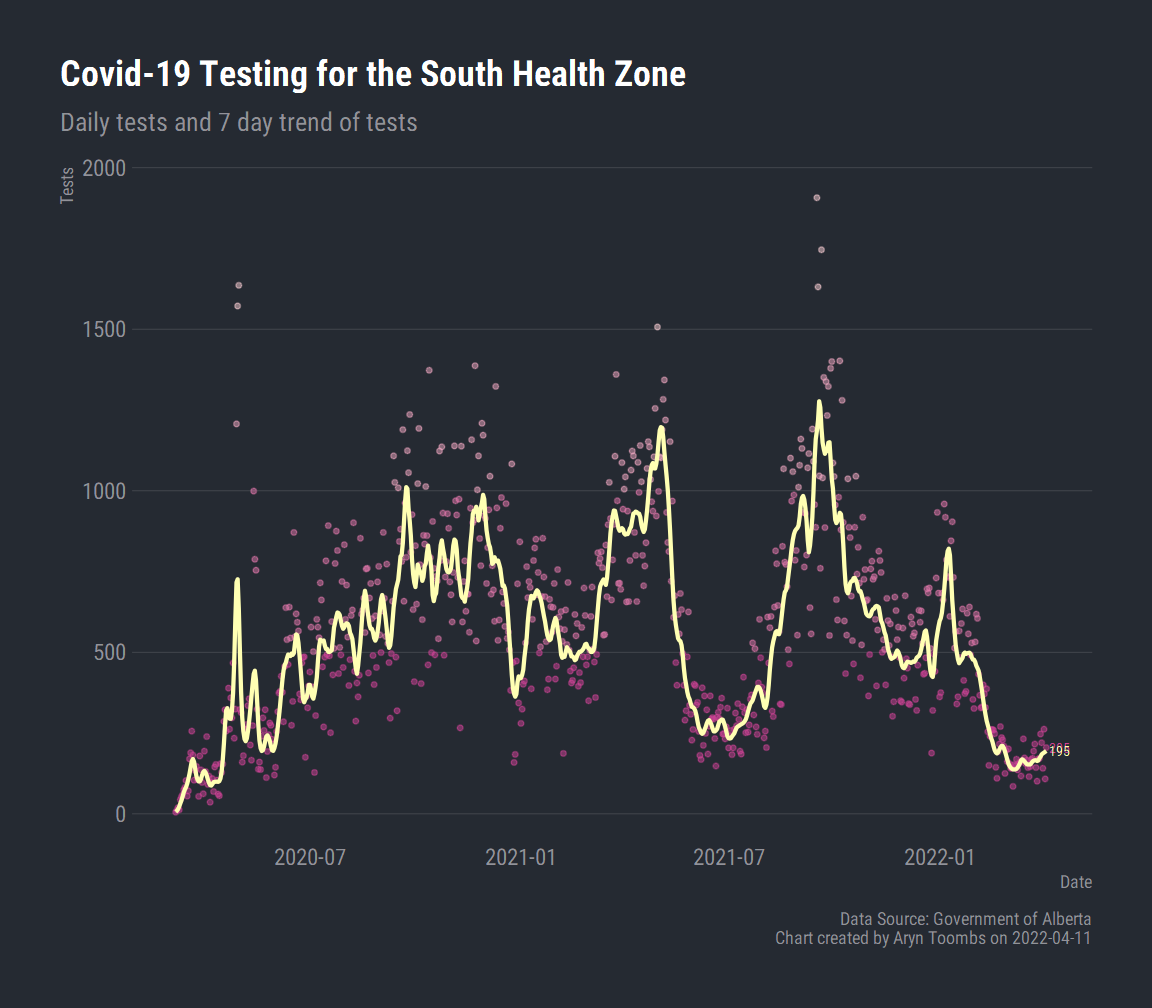 Covid-19 Testing for the South Health Zone
Daily tests and 7 day trend of tests
Tests
2000
1500
1000
500
0
195
2020-07
2021-01
2021-07
2022-01
Date
Data Source: Government of Alberta
Chart created by Aryn Toombs on 2022-04-11